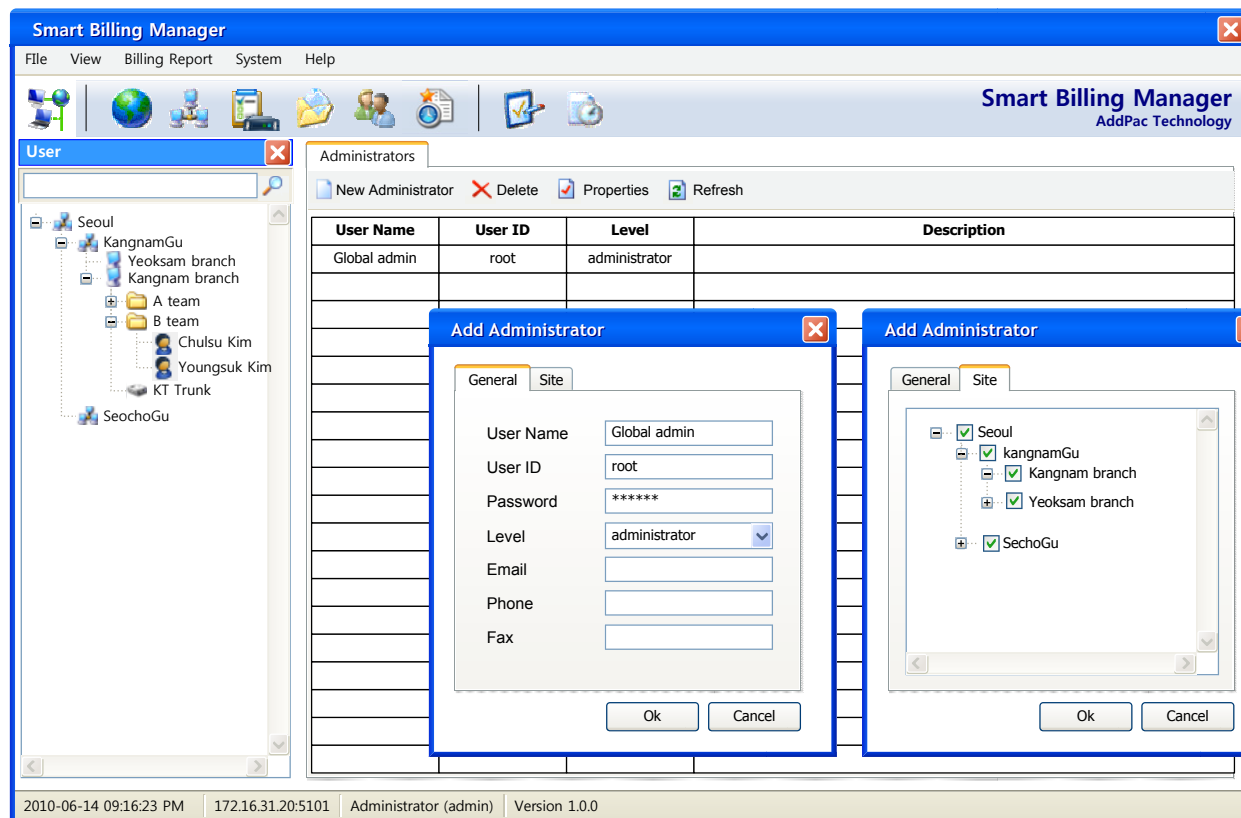 Smart Billing Manager
FIle View Billing Report System Help
Smart Billing Manager
AddPac Technology
User
Seoul
KangnamGu
Yeoksam branch
Kangnam branch
A team
B team
Chulsu Kim
Youngsuk Kim
KT Trunk
SeochoGu
Administrators
New Administrator Delete Properties Refresh
User Name User ID Level Description
Global admin root administrator
Add Administrator
General Site
User Name Global admin
User ID root
Password ******
Level administrator
Email
Phone
Fax
Ok Cancel
Add Administrator
General Site
Seoul
kangnamGu
Kangnam branch
Yeoksam branch
SechoGu
Ok Cancel
2010-06-14 09:16:23 PM 172.16.31.20:5101 Administrator (admin) Version 1.0.0